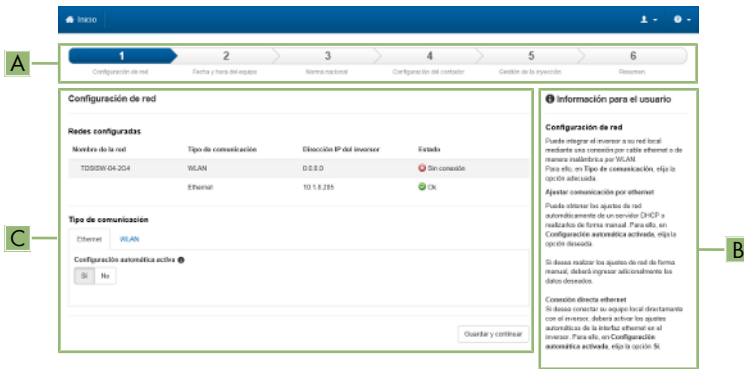 Inicio
A
1 2 3 4 5 6
Configuración de red Fecha y hora del equipo Norma nacional Configuración del contador Gestión de la inyección Resumen
Configuración de red
Redes configuradas
Nombre de la red Tipo de comunicación Dirección IP del inversor Estado
WLAN 0.0.0.0 Sin conexión
Ethernet 10.1.8.285 Ok
C
Tipo de comunicación
Ethernet WLAN
Configuración automática activa
Sí No
Guardar y continuar
Información para el usuario
Configuración de red
Puede integrar el inversor a su red local
mediante una conexión por cable ethernet o de
manera inalámbrica por WLAN.
Para ello, en Tipo de comunicación, elija la
opción adecuada.
Ajustar comunicación por ethernet
Puede obtener los ajustes de red
automáticamente de un servidor DHCP o
realizarlos de forma manual. Para ello, en
Configuración automática activada, elija la
opción deseada.
Si desea realizar los ajustes de red de forma
manual, deberá ingresar adicionalmente los
datos deseados.
Conexión directa ethernet
Si desea conectar su equipo local directamente
con el inversor, deberá activar los ajustes
automáticos de la interfaz ethernet en el
inversor. Para ello, en Configuración
automática activada, elija la opción Sí.
B